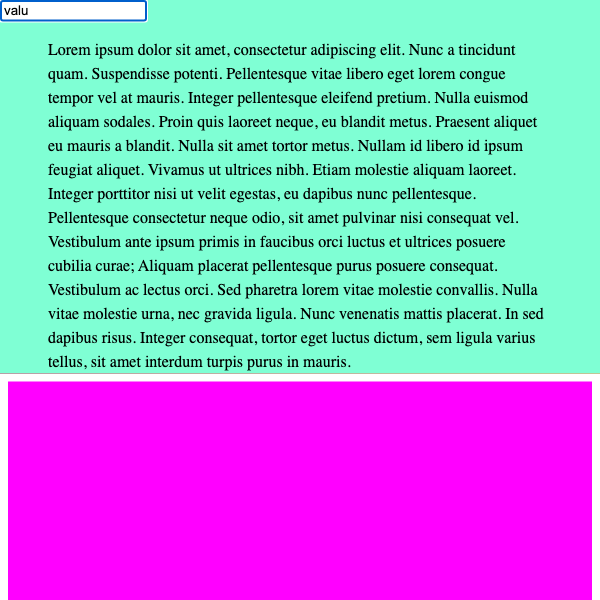 valu
Lorem ipsum dolor sit amet, consectetur adipiscing elit. Nunc a tincidunt
quam. Suspendisse potenti. Pellentesque vitae libero eget lorem congue
tempor vel at mauris. Integer pellentesque eleifend pretium. Nulla euismod
aliquam sodales. Proin quis laoreet neque, eu blandit metus. Praesent aliquet
eu mauris a blandit. Nulla sit amet tortor metus. Nullam id libero id ipsum
feugiat aliquet. Vivamus ut ultrices nibh. Etiam molestie aliquam laoreet.
Integer porttitor nisi ut velit egestas, eu dapibus nunc pellentesque.
Pellentesque consectetur neque odio, sit amet pulvinar nisi consequat vel.
Vestibulum ante ipsum primis in faucibus orci luctus et ultrices posuere
cubilia curae; Aliquam placerat pellentesque purus posuere consequat.
Vestibulum ac lectus orci. Sed pharetra lorem vitae molestie convallis. Nulla
vitae molestie urna, nec gravida ligula. Nunc venenatis mattis placerat. In sed
dapibus risus. Integer consequat, tortor eget luctus dictum, sem ligula varius
tellus, sit amet interdum turpis purus in mauris.